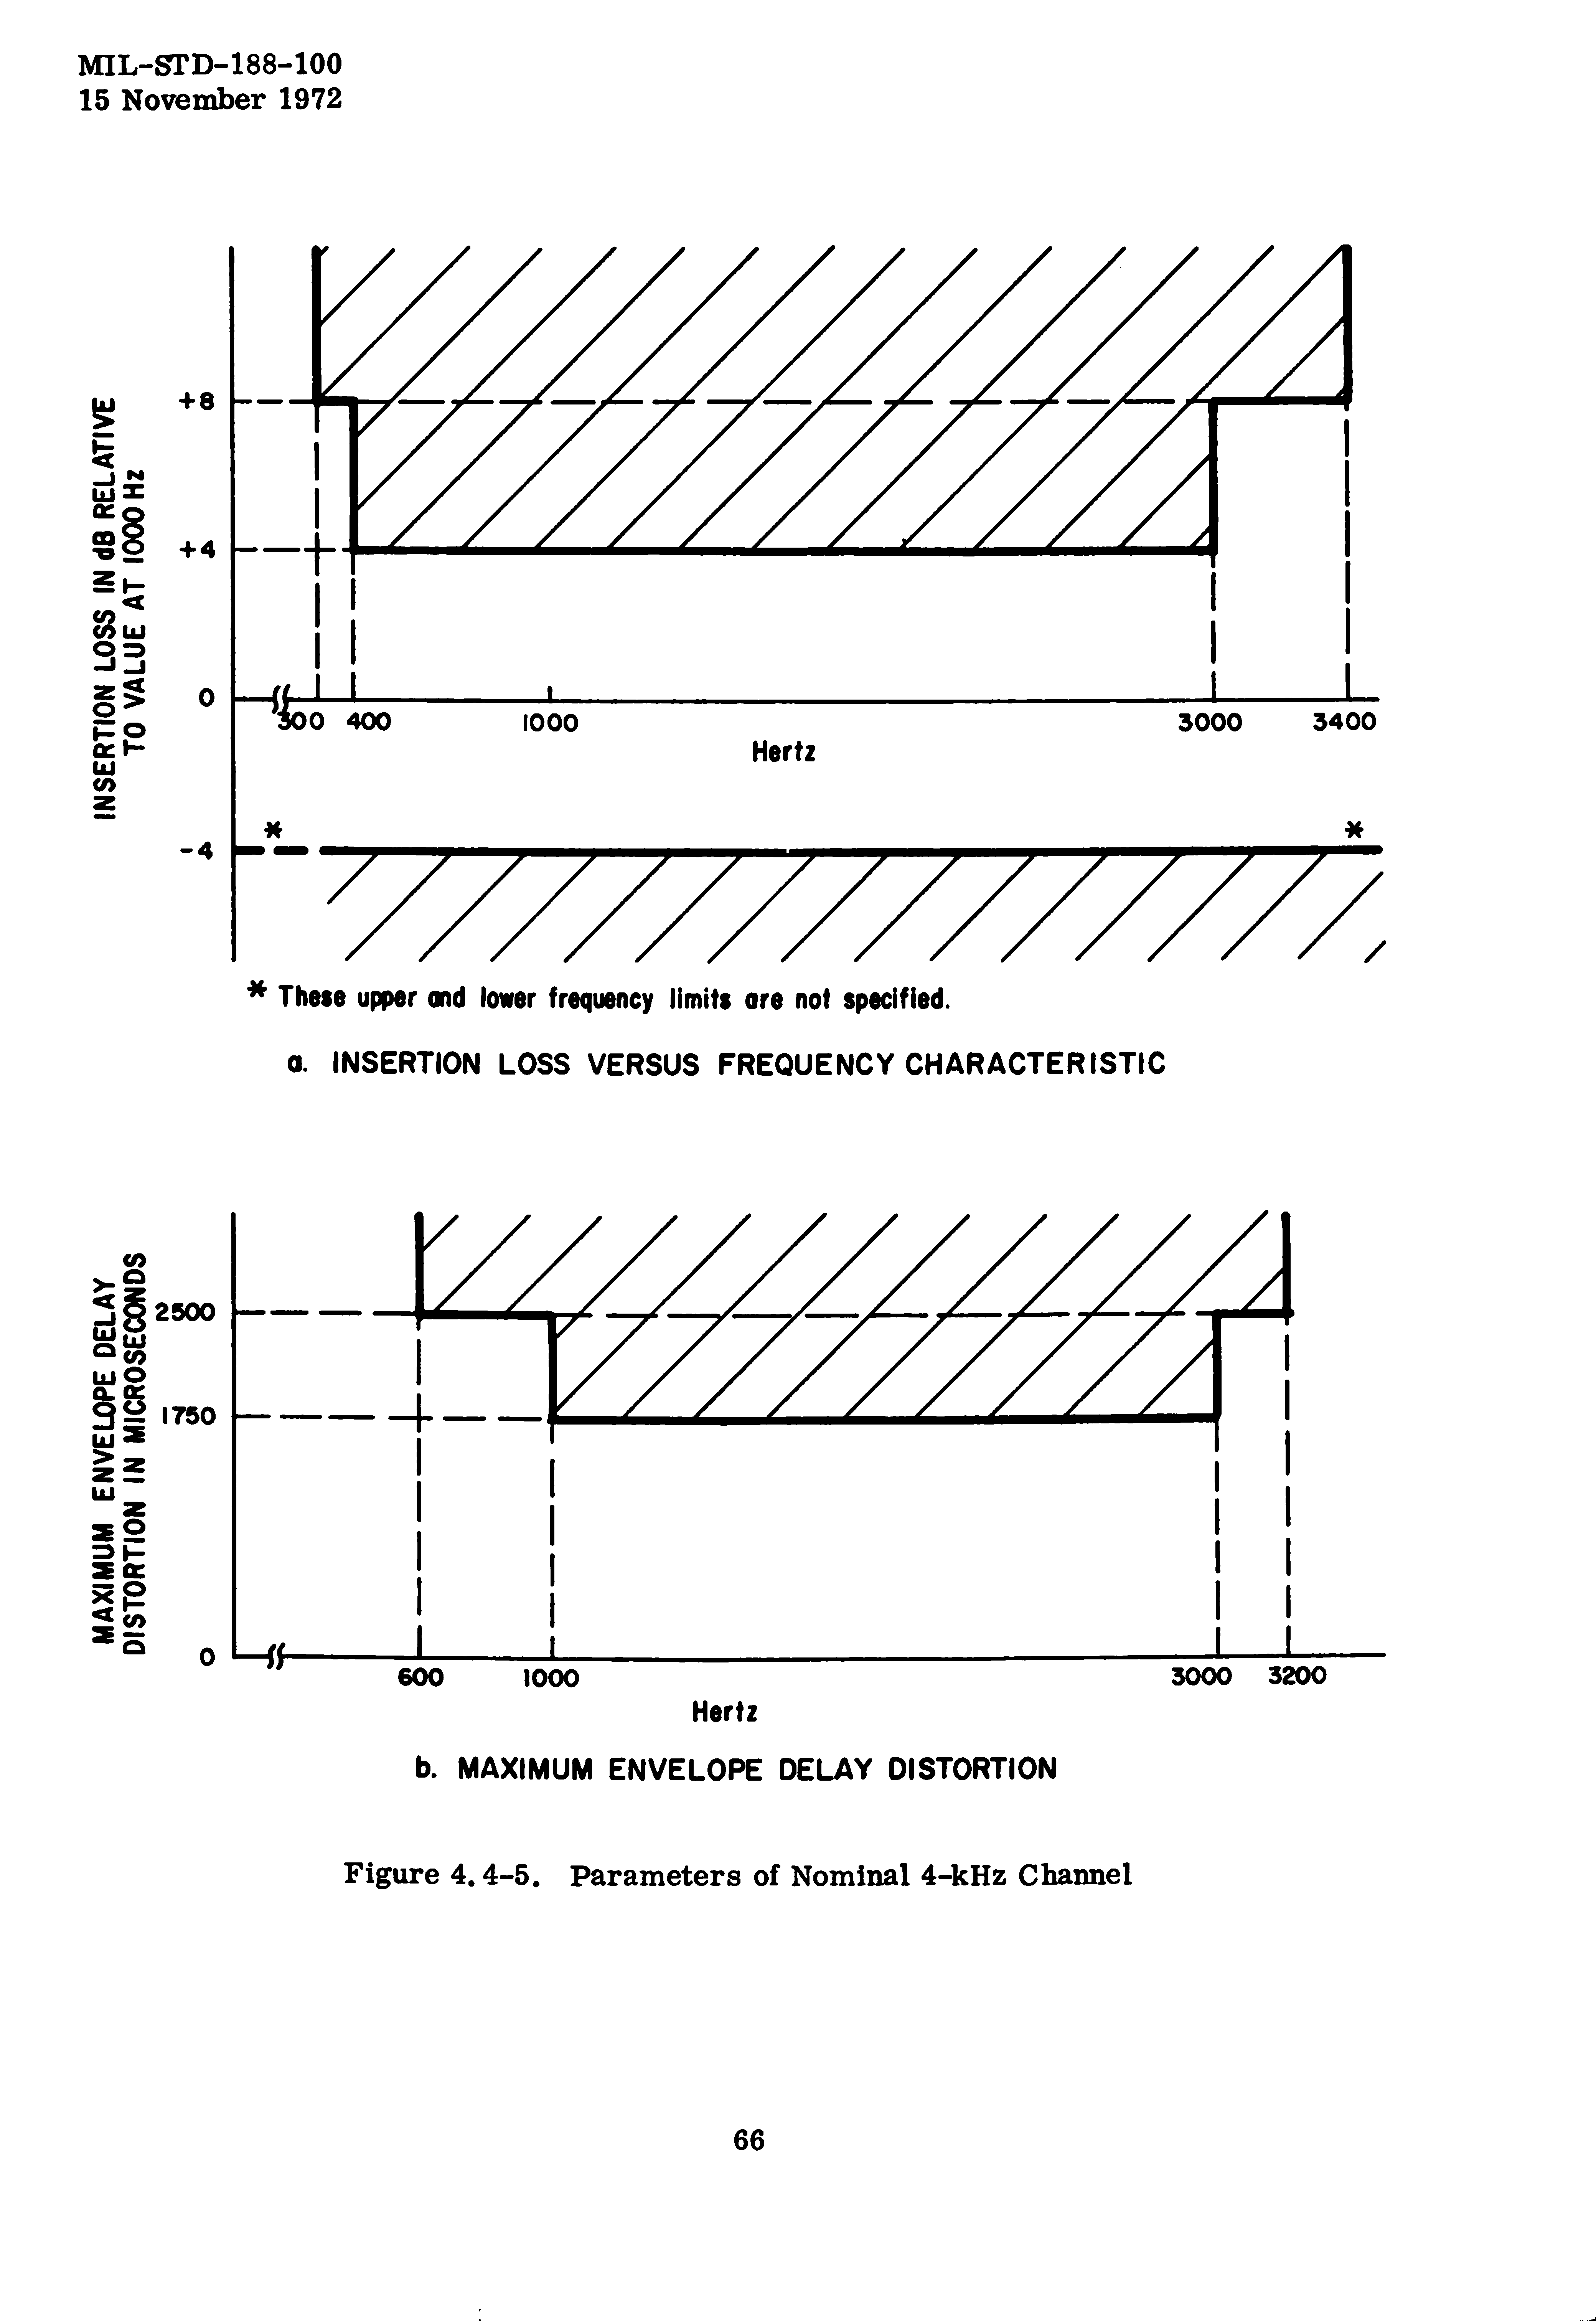 MIL-STD-188-100
15 November 1972
INSERTION LOSS IN dB RELATIVE
TO VALUE AT 1000 Hz
+8
+4
0
300 400 1000 3000 3400
Hertz
* *
-4
* These upper and lower frequency limits are not specified.
a. INSERTION LOSS VERSUS FREQUENCY CHARACTERISTIC
MAXIMUM ENVELOPE DELAY
DISTORTION IN MICROSECONDS
2500
1750
0
600 1000 3000 3200
Hertz
b. MAXIMUM ENVELOPE DELAY DISTORTION
Figure 4.4-5. Parameters of Nominal 4-kHz Channel
66